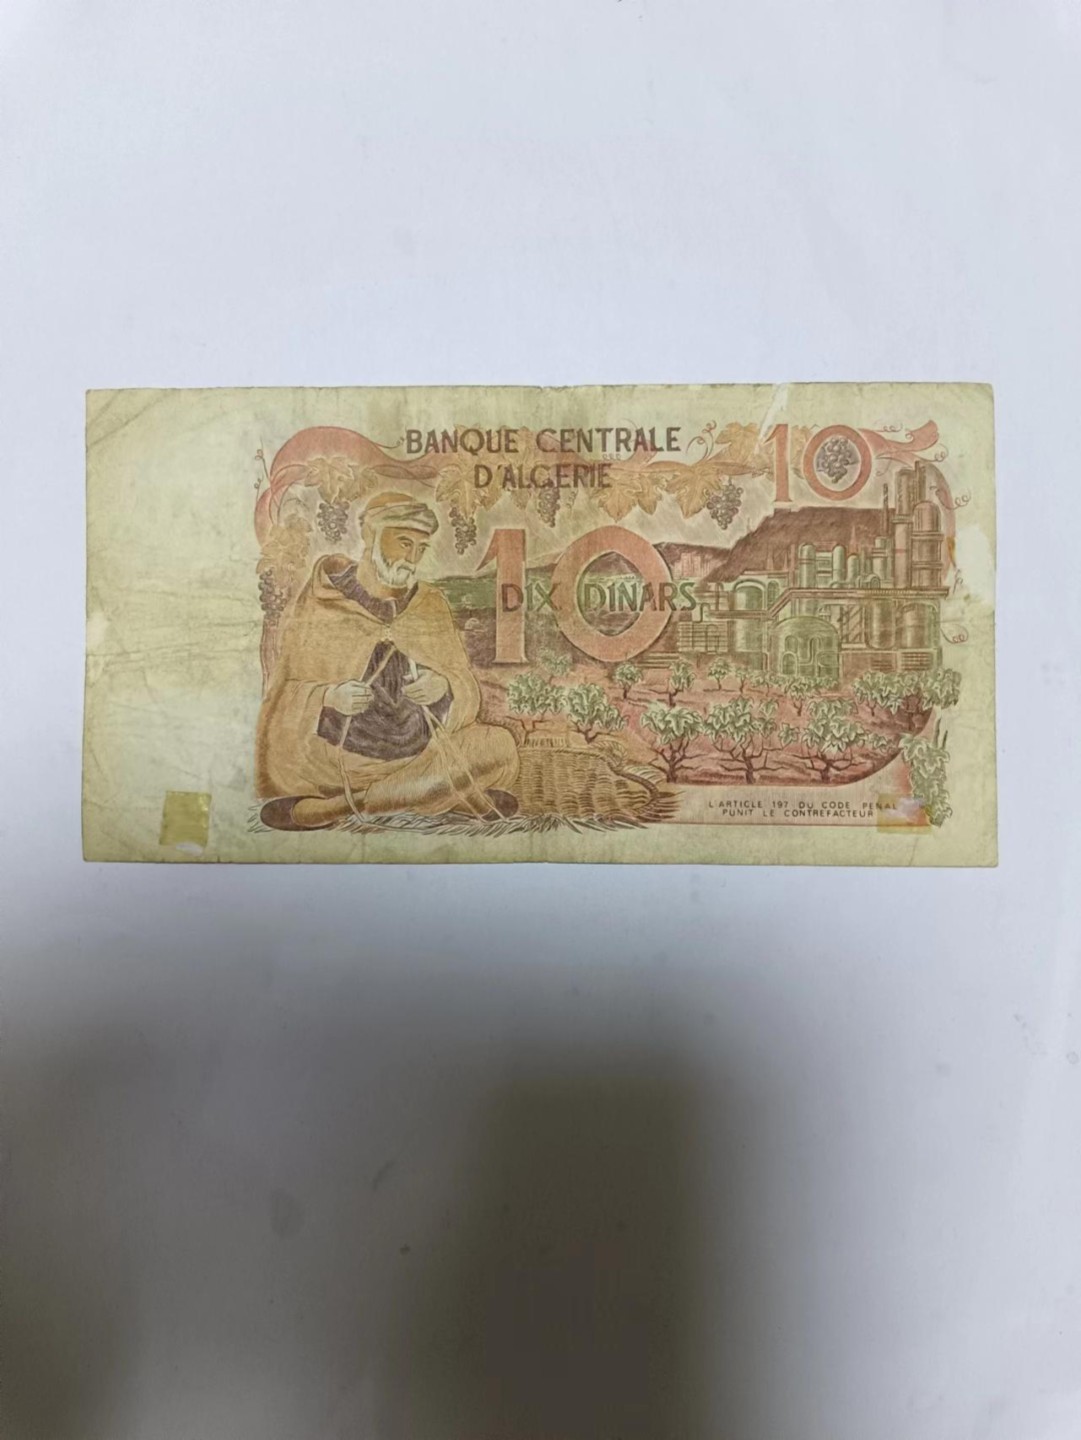 BANQUE CENTRALE
D'ALGERIE
10
10
DIX DINARS
L'ARTICLE 197 DU CODE PENAL
PUNIT LE CONTREFACTEUR